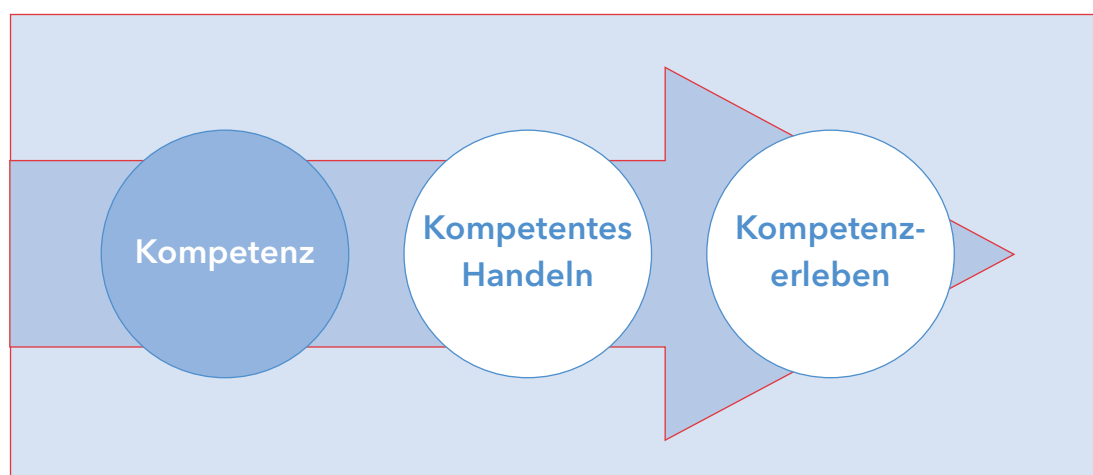 Kompetenz
Kompetentes
Handeln
Kompetenz-
erleben